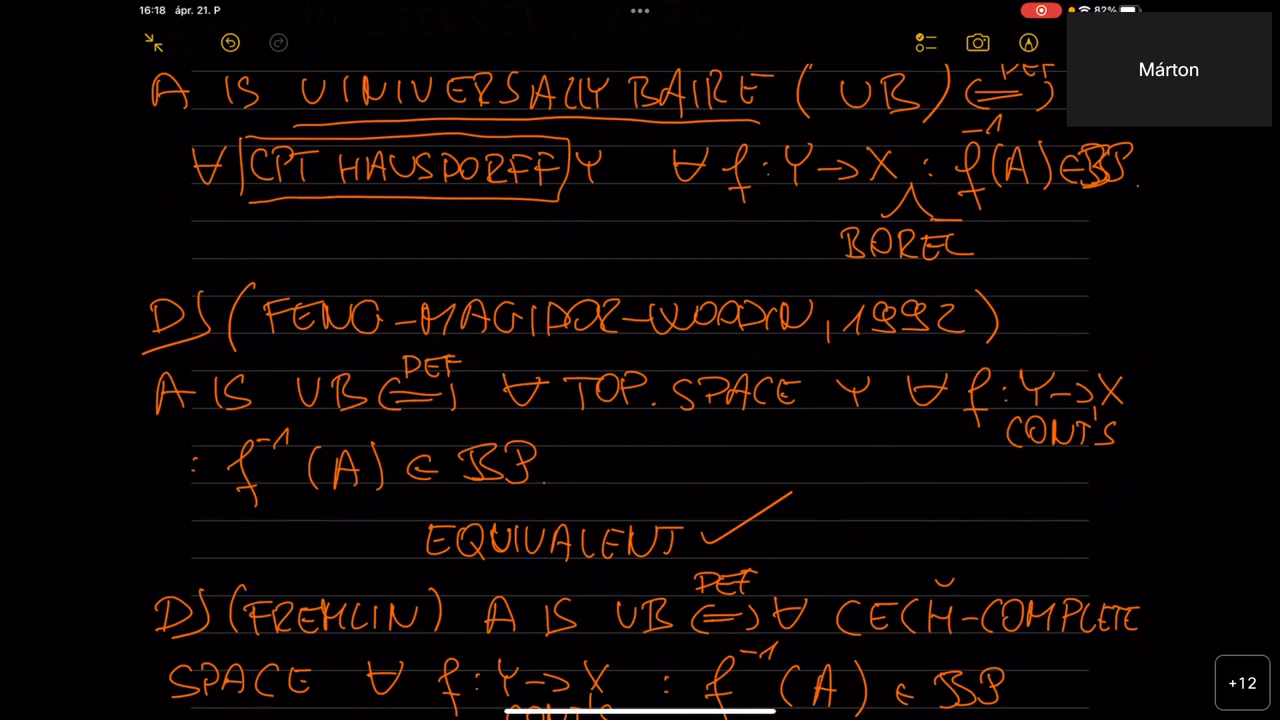 16:18 ápr. 21. P
82%
Márton
A IS UNIVERSALLY BAIRE (UB) ⟺ DEF
∀ CPT HAUSDORFF Y ∀ f: Y → X : f⁻¹(A) ∈ BP.
BOREL
D) (FENG-MAGIDOR-WOODIN, 1992)
A IS UB ⟺ DEF ∀ TOP. SPACE Y ∀ f: Y → X
CONT'S
: f⁻¹(A) ∈ BP.
EQUIVALENT ✓
D) (FREMLIN) A IS UB ⟺ DEF ∀ ČECH-COMPLETE
SPACE ∀ f: Y → X : f⁻¹(A) ∈ BP
CONT'S
+12